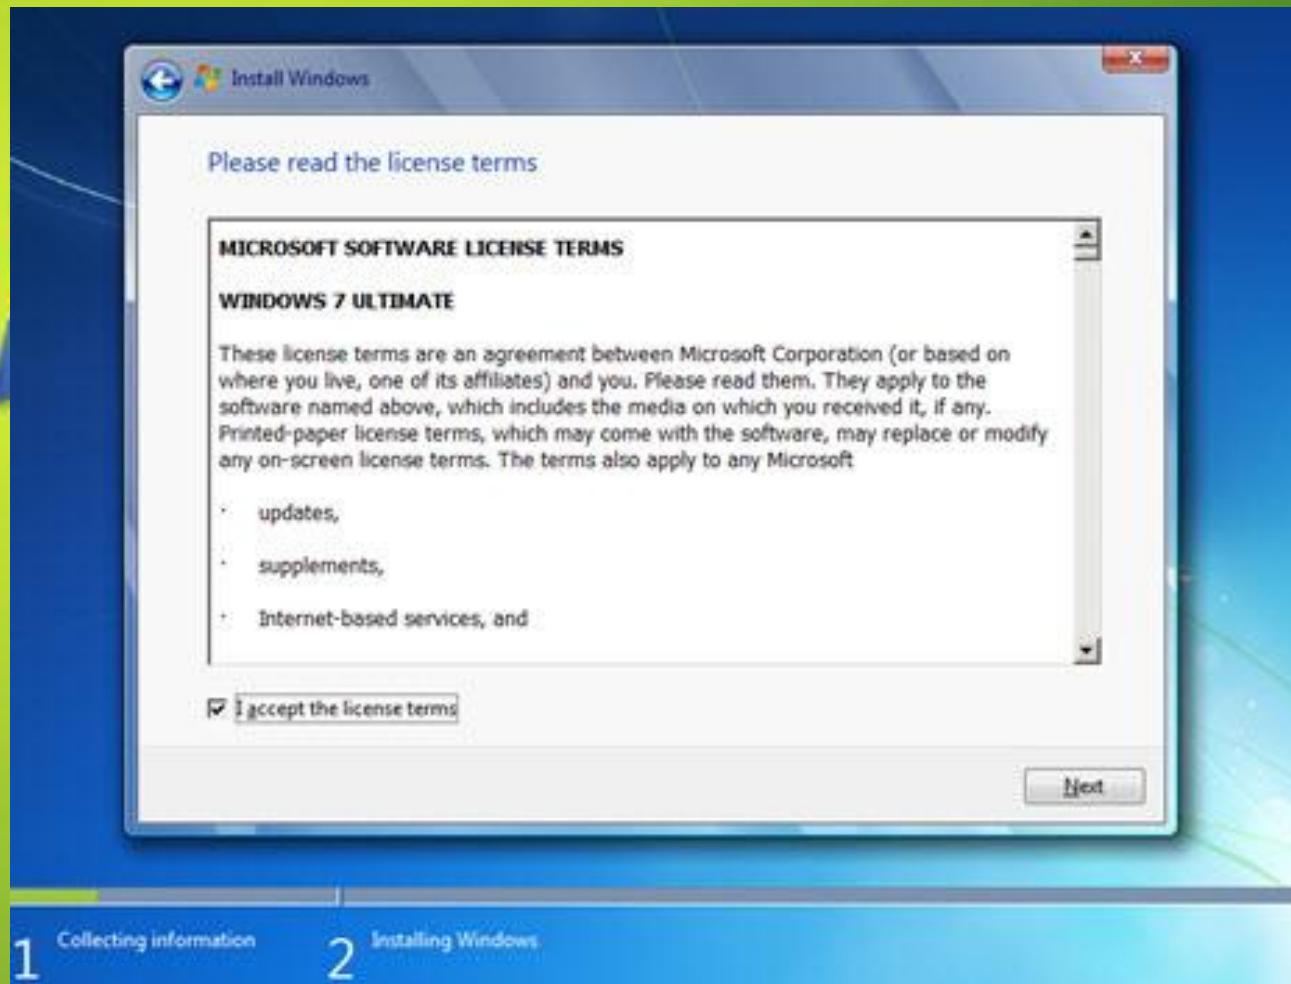 Install Windows
Please read the license terms
MICROSOFT SOFTWARE LICENSE TERMS
WINDOWS 7 ULTIMATE
These license terms are an agreement between Microsoft Corporation (or based on
where you live, one of its affiliates) and you. Please read them. They apply to the
software named above, which includes the media on which you received it, if any.
Printed-paper license terms, which may come with the software, may replace or modify
any on-screen license terms. The terms also apply to any Microsoft
· updates,
· supplements,
· Internet-based services, and
I accept the license terms
Next
1 Collecting information
2 Installing Windows